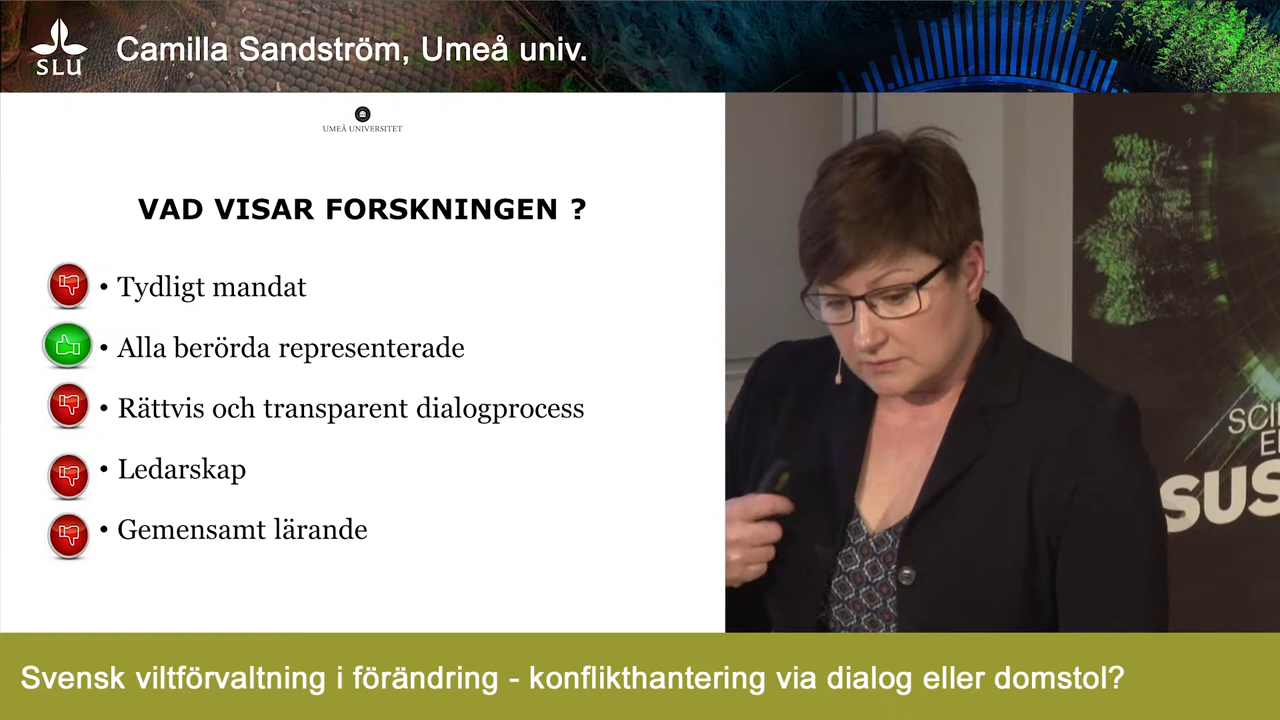 SLU
Camilla Sandström, Umeå univ.
UMEÅ UNIVERSITET
VAD VISAR FORSKNINGEN ?
• Tydligt mandat
• Alla berörda representerade
• Rättvis och transparent dialogprocess
• Ledarskap
• Gemensamt lärande
SCI
E
SUS
Svensk viltförvaltning i förändring - konflikthantering via dialog eller domstol?